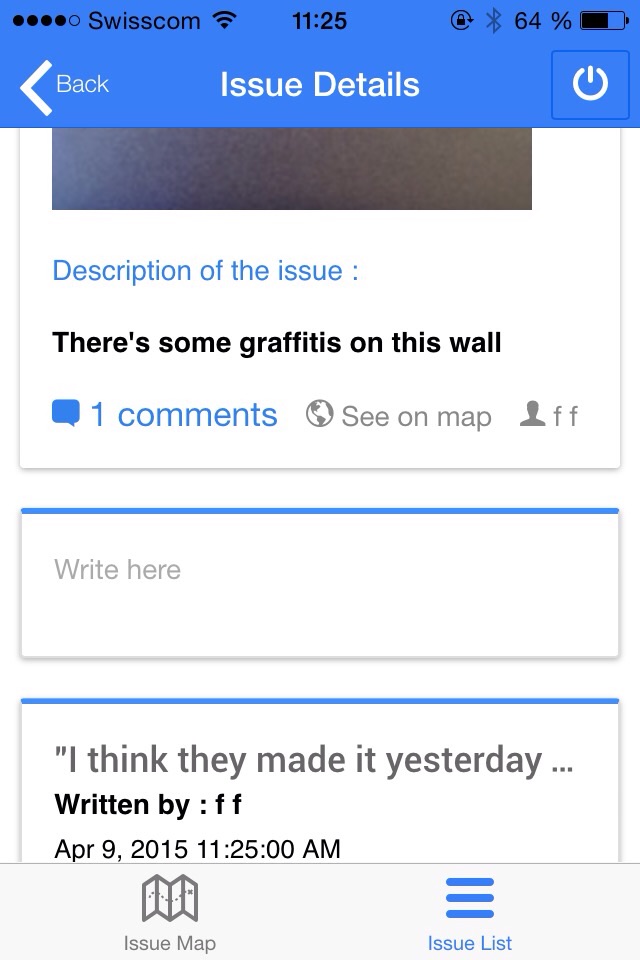 Swisscom 11:25 64 %
Back Issue Details
Description of the issue :
There's some graffitis on this wall
1 comments See on map f f
Write here
"I think they made it yesterday ...
Written by : f f
Apr 9, 2015 11:25:00 AM
Issue Map Issue List